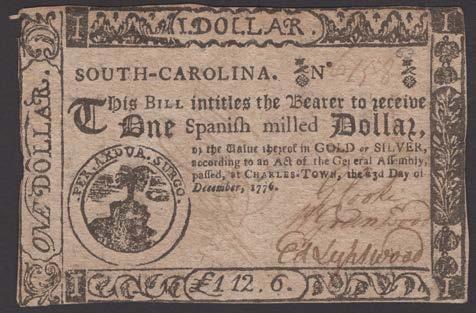 I I. DOLLAR. I
ONE DOLLAR.
SOUTH-CAROLINA. N°
This BILL intitles the Bearer to receive
One Spanish milled Dollar,
or the Value thereof in GOLD or SILVER,
according to an Act of the General Assembly,
passed, at CHARLES-TOWN, the 23d Day of
December, 1776.
PER. ARDUA. SURGO.
Ed Lightwood
£1 12. 6.
I I